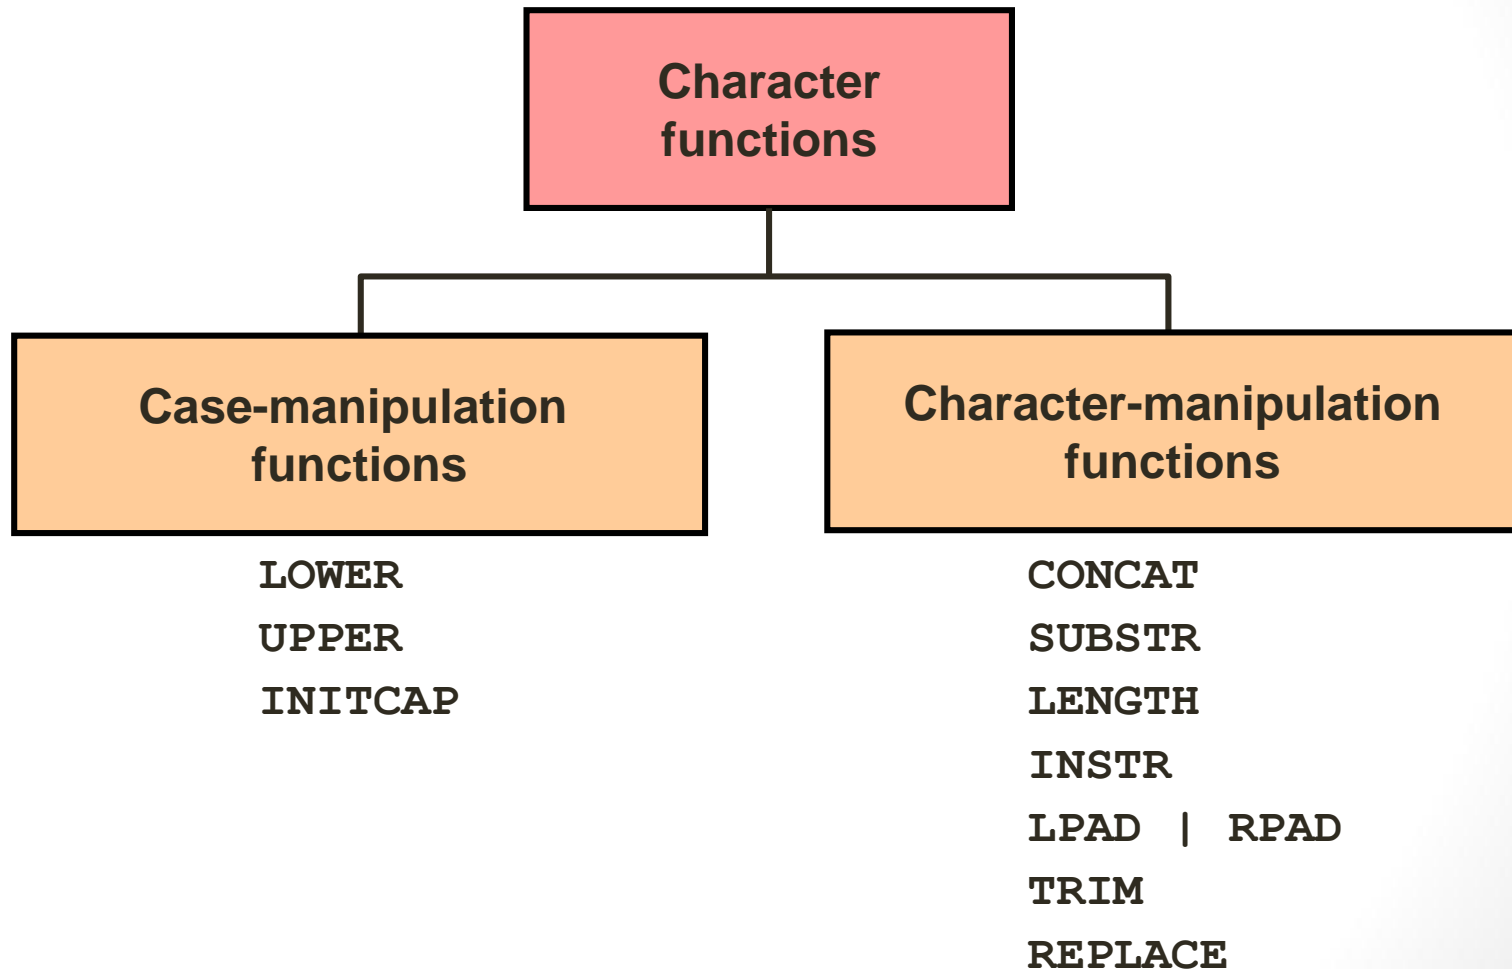 Character
functions
Case-manipulation
functions
Character-manipulation
functions
LOWER
UPPER
INITCAP
CONCAT
SUBSTR
LENGTH
INSTR
LPAD | RPAD
TRIM
REPLACE